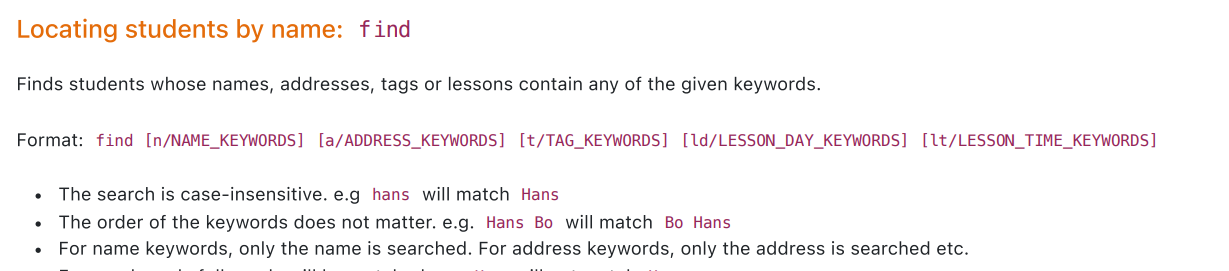 Locating students by name: find
Finds students whose names, addresses, tags or lessons contain any of the given keywords.
Format: find [n/NAME_KEYWORDS] [a/ADDRESS_KEYWORDS] [t/TAG_KEYWORDS] [ld/LESSON_DAY_KEYWORDS] [lt/LESSON_TIME_KEYWORDS]
• The search is case-insensitive. e.g hans will match Hans
• The order of the keywords does not matter. e.g. Hans Bo will match Bo Hans
• For name keywords, only the name is searched. For address keywords, only the address is searched etc.